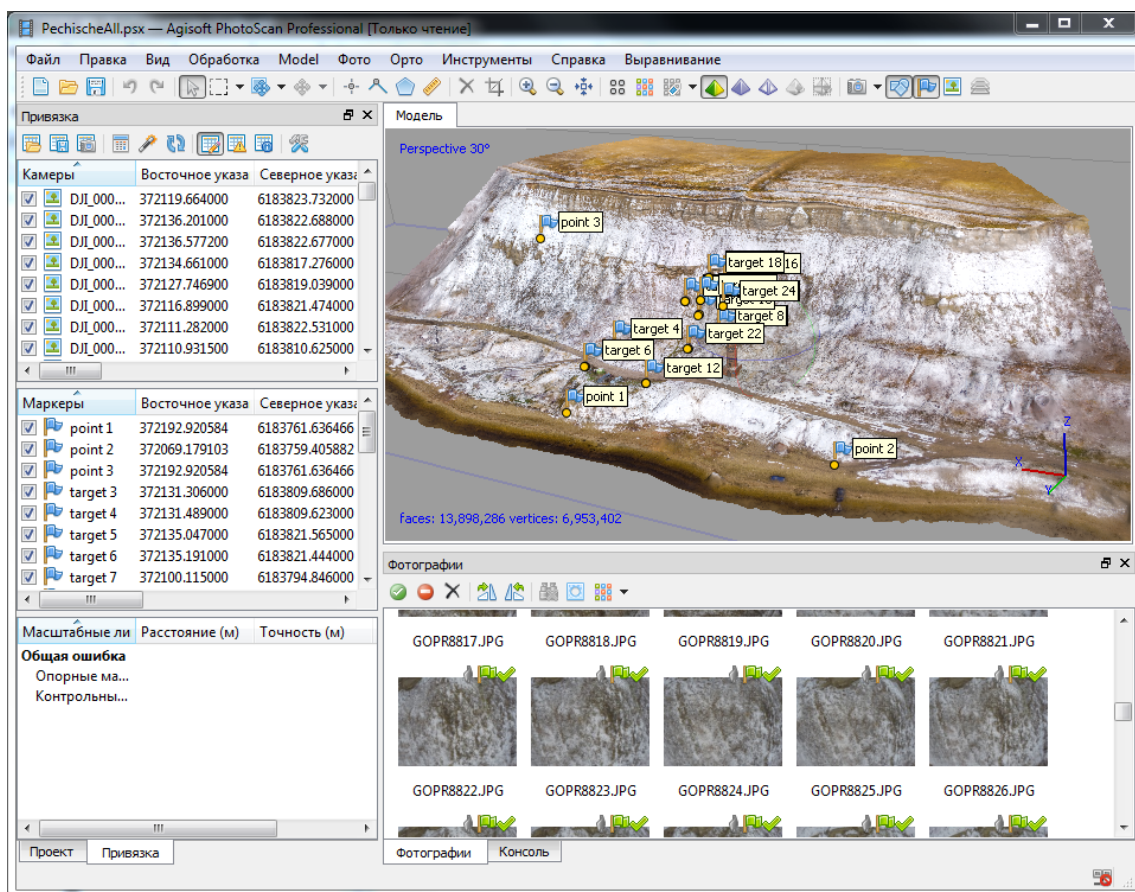 PechischeAll.psx — Agisoft PhotoScan Professional [Только чтение]
Файл Правка Вид Обработка Model Фото Орто Инструменты Справка Выравнивание
Привязка
Камеры Восточное указа Северное указа
DJI_000... 372119.664000 6183823.732000
DJI_000... 372136.201000 6183822.688000
DJI_000... 372136.577200 6183822.677000
DJI_000... 372134.661000 6183817.276000
DJI_000... 372127.746900 6183819.039000
DJI_000... 372116.899000 6183821.474000
DJI_000... 372111.282000 6183822.531000
DJI_000... 372110.931500 6183810.625000
Маркеры Восточное указа Северное указа
point 1 372192.920584 6183761.636466
point 2 372069.179103 6183759.405882
point 3 372192.920584 6183761.636466
target 3 372131.306000 6183809.686000
target 4 372131.489000 6183809.623000
target 5 372135.047000 6183821.565000
target 6 372135.191000 6183821.444000
target 7 372100.115000 6183794.846000
Масштабные ли Расстояние (м) Точность (м)
Общая ошибка
Опорные ма...
Контрольны...
Проект Привязка
Модель
Perspective 30°
point 3
target 18 16
target 24
target 8
target 4
target 22
target 6
target 12
point 1
point 2
Z
X
Y
faces: 13,898,286 vertices: 6,953,402
Фотографии
GOPR8817.JPG GOPR8818.JPG GOPR8819.JPG GOPR8820.JPG GOPR8821.JPG
GOPR8822.JPG GOPR8823.JPG GOPR8824.JPG GOPR8825.JPG GOPR8826.JPG
Фотографии Консоль